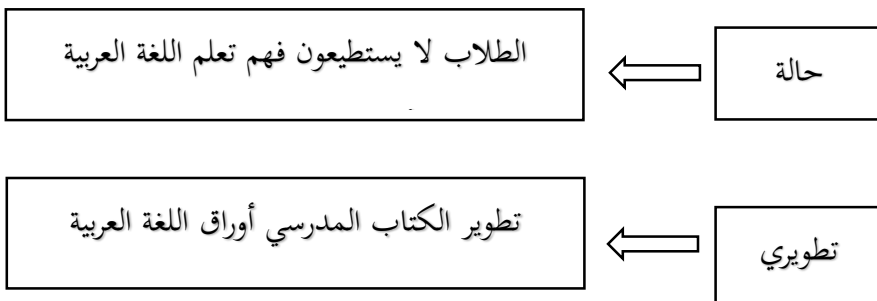 حالة
الطلاب لا يستطيعون فهم تعلم اللغة العربية
تطويري
تطوير الكتاب المدرسي أوراق اللغة العربية